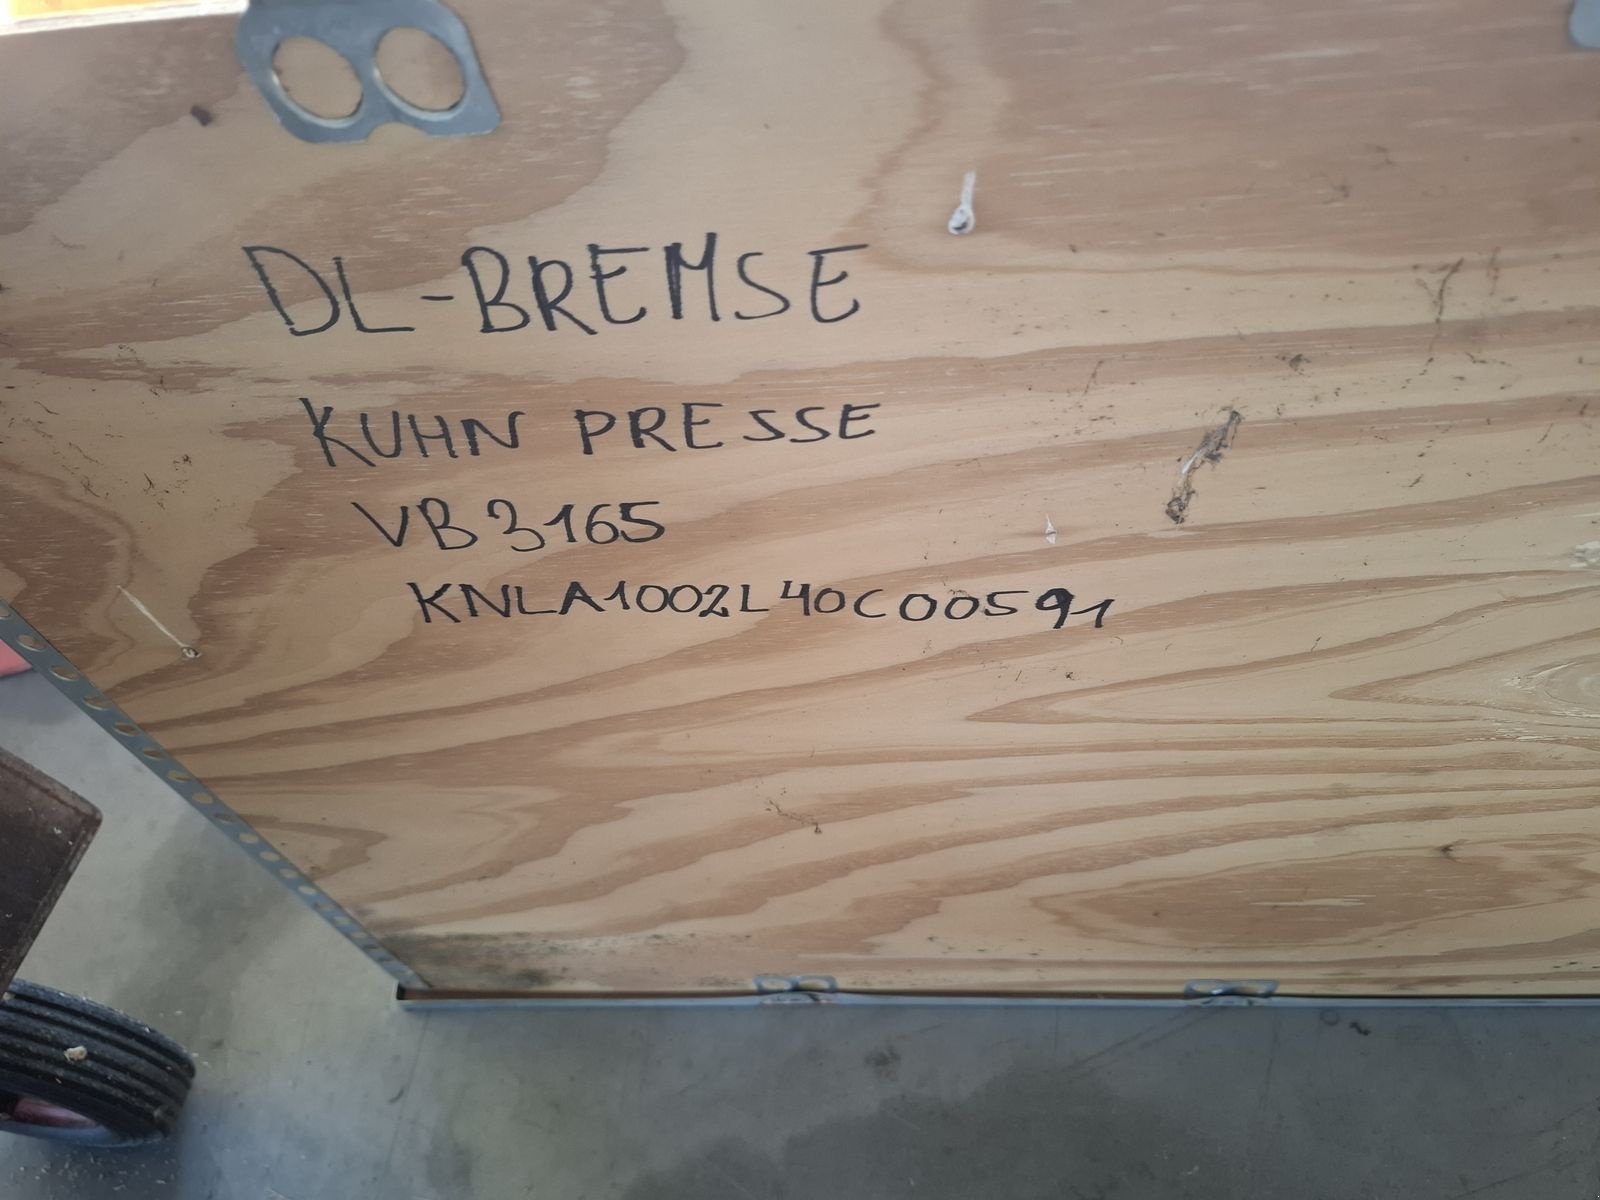 DL-BREMSE
KUHN PRESSE
VB 3165
KNLA1002L40C00591